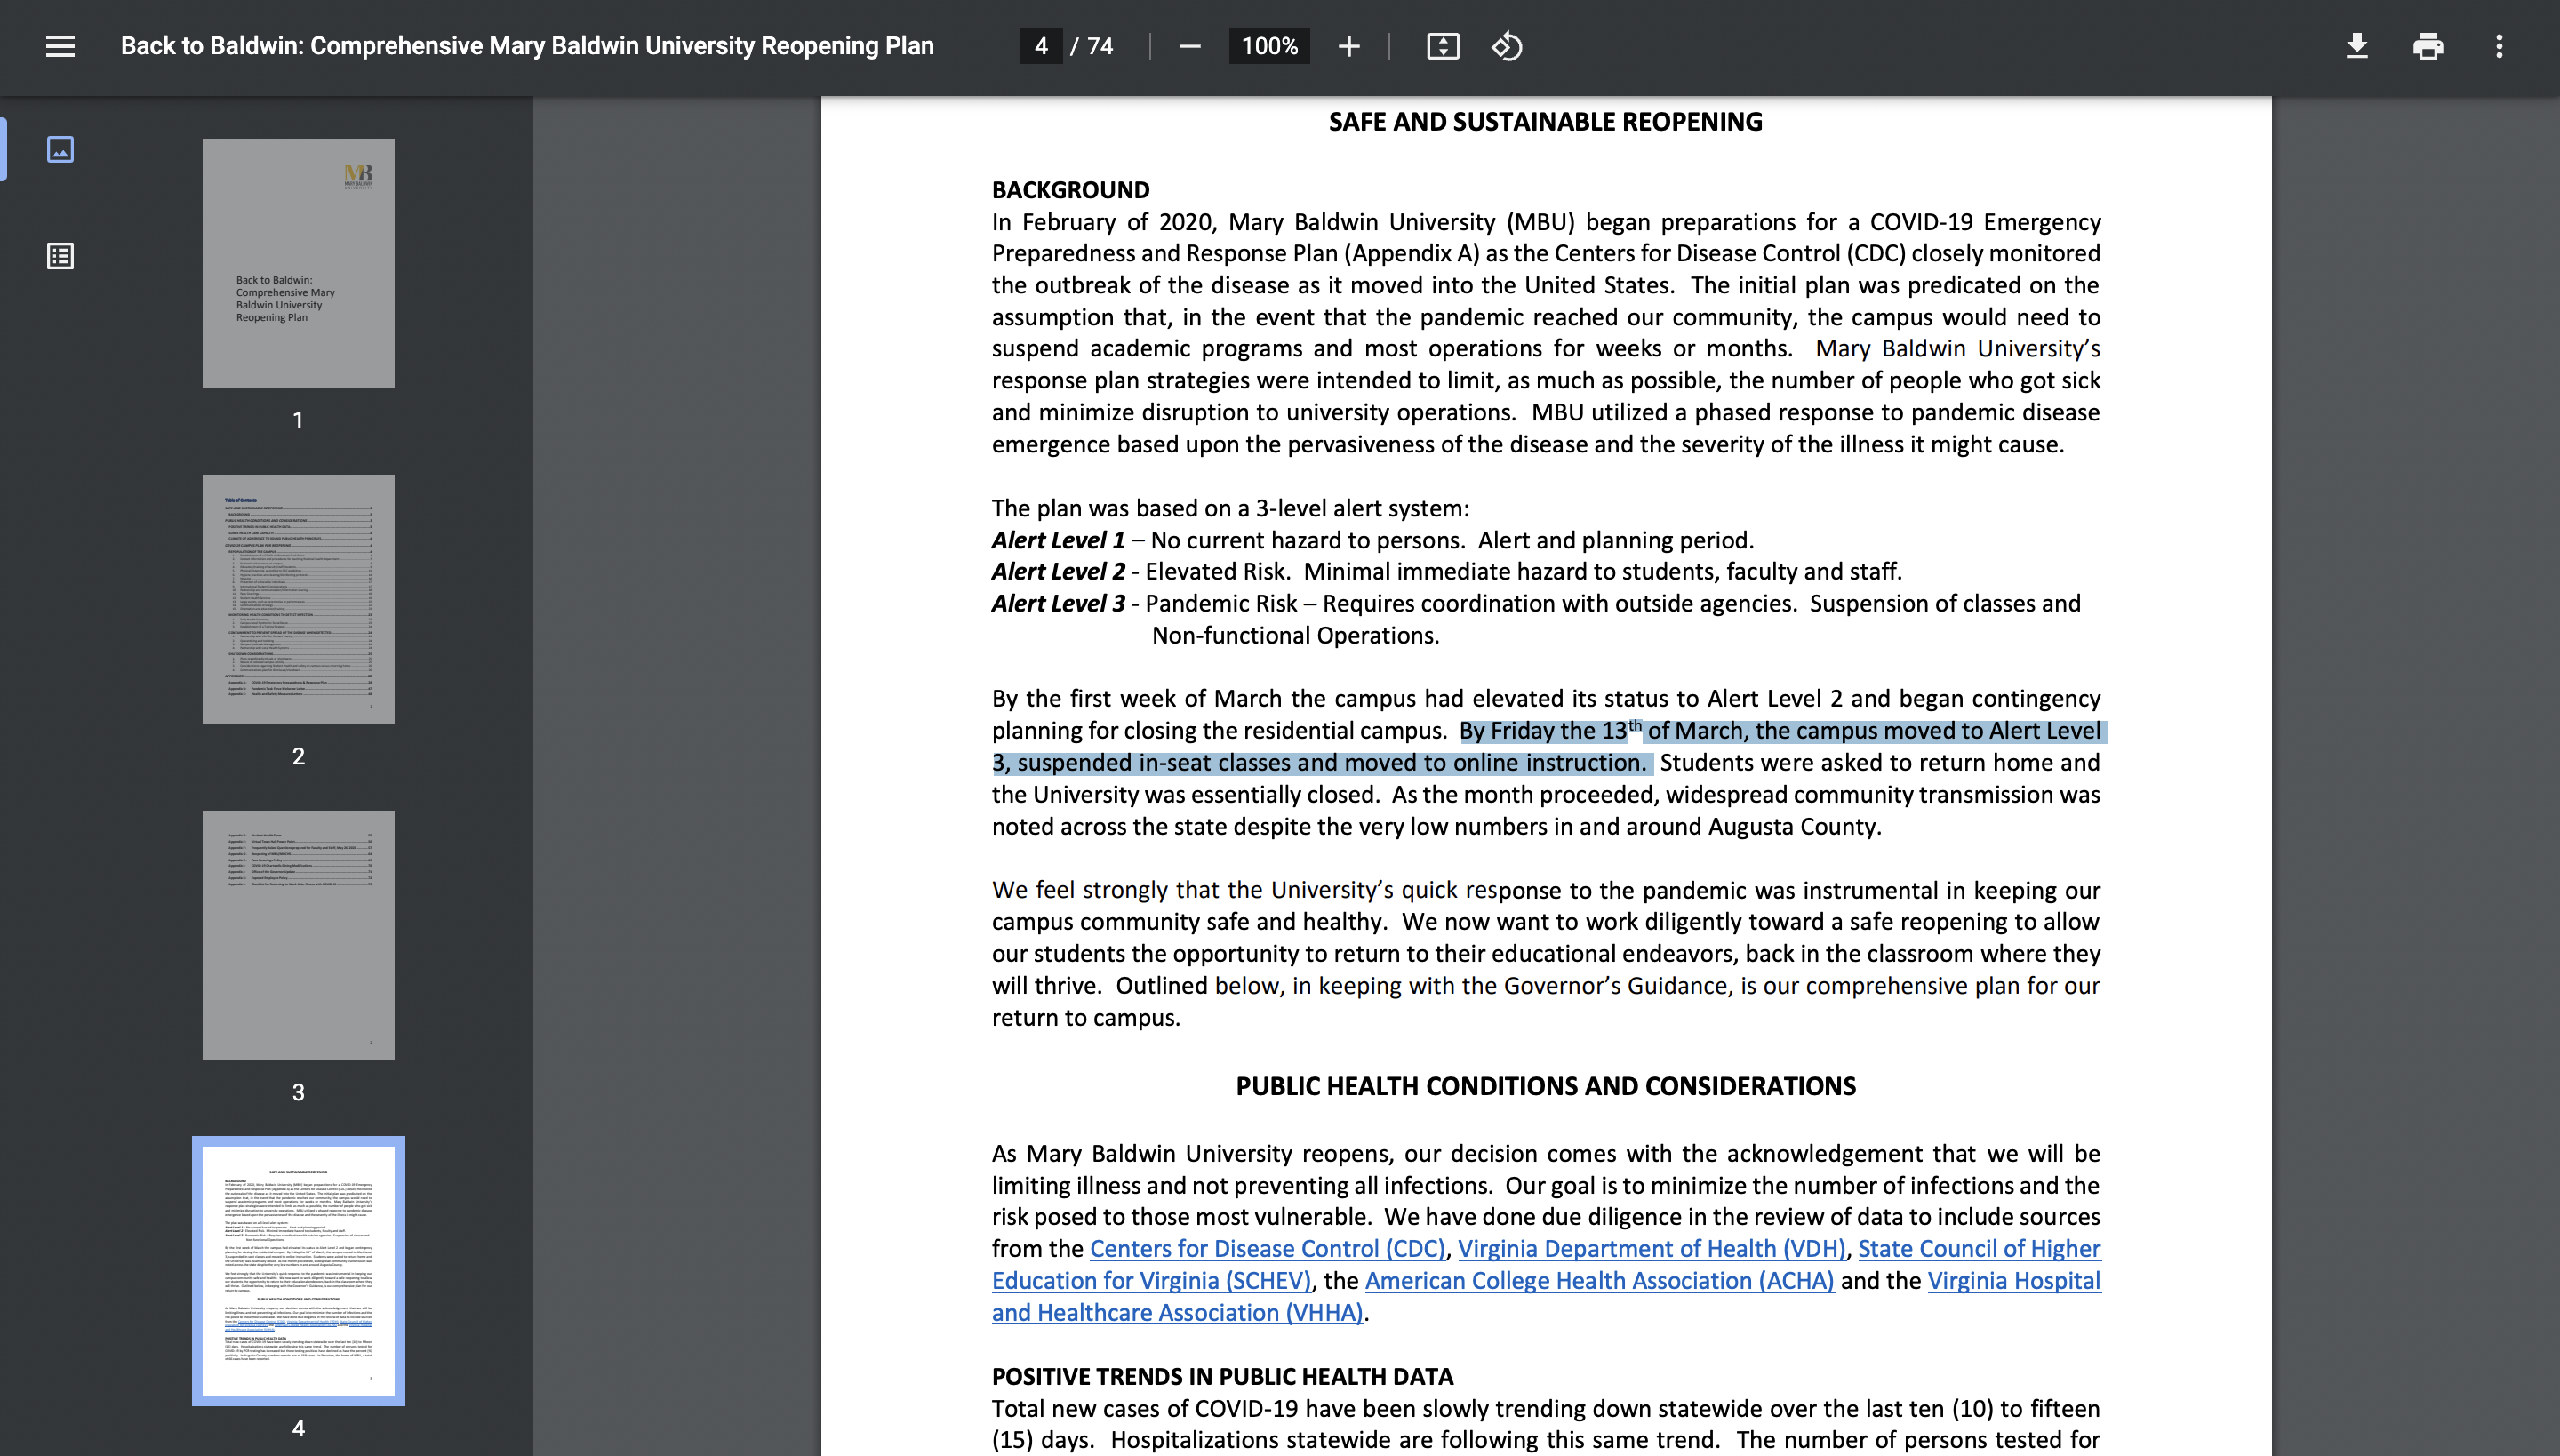 Back to Baldwin: Comprehensive Mary Baldwin University Reopening Plan
4 / 74
100%
MB
MARY BALDWIN
UNIVERSITY
Back to Baldwin:
Comprehensive Mary
Baldwin University
Reopening Plan
1
Table of Contents
2
3
4
SAFE AND SUSTAINABLE REOPENING
BACKGROUND
In February of 2020, Mary Baldwin University (MBU) began preparations for a COVID-19 Emergency
Preparedness and Response Plan (Appendix A) as the Centers for Disease Control (CDC) closely monitored
the outbreak of the disease as it moved into the United States. The initial plan was predicated on the
assumption that, in the event that the pandemic reached our community, the campus would need to
suspend academic programs and most operations for weeks or months. Mary Baldwin University’s
response plan strategies were intended to limit, as much as possible, the number of people who got sick
and minimize disruption to university operations. MBU utilized a phased response to pandemic disease
emergence based upon the pervasiveness of the disease and the severity of the illness it might cause.
The plan was based on a 3-level alert system:
Alert Level 1 – No current hazard to persons. Alert and planning period.
Alert Level 2 - Elevated Risk. Minimal immediate hazard to students, faculty and staff.
Alert Level 3 - Pandemic Risk – Requires coordination with outside agencies. Suspension of classes and
Non-functional Operations.
By the first week of March the campus had elevated its status to Alert Level 2 and began contingency
planning for closing the residential campus. By Friday the 13th of March, the campus moved to Alert Level
3, suspended in-seat classes and moved to online instruction. Students were asked to return home and
the University was essentially closed. As the month proceeded, widespread community transmission was
noted across the state despite the very low numbers in and around Augusta County.
We feel strongly that the University’s quick response to the pandemic was instrumental in keeping our
campus community safe and healthy. We now want to work diligently toward a safe reopening to allow
our students the opportunity to return to their educational endeavors, back in the classroom where they
will thrive. Outlined below, in keeping with the Governor’s Guidance, is our comprehensive plan for our
return to campus.
PUBLIC HEALTH CONDITIONS AND CONSIDERATIONS
As Mary Baldwin University reopens, our decision comes with the acknowledgement that we will be
limiting illness and not preventing all infections. Our goal is to minimize the number of infections and the
risk posed to those most vulnerable. We have done due diligence in the review of data to include sources
from the Centers for Disease Control (CDC), Virginia Department of Health (VDH), State Council of Higher
Education for Virginia (SCHEV), the American College Health Association (ACHA) and the Virginia Hospital
and Healthcare Association (VHHA).
POSITIVE TRENDS IN PUBLIC HEALTH DATA
Total new cases of COVID-19 have been slowly trending down statewide over the last ten (10) to fifteen
(15) days. Hospitalizations statewide are following this same trend. The number of persons tested for